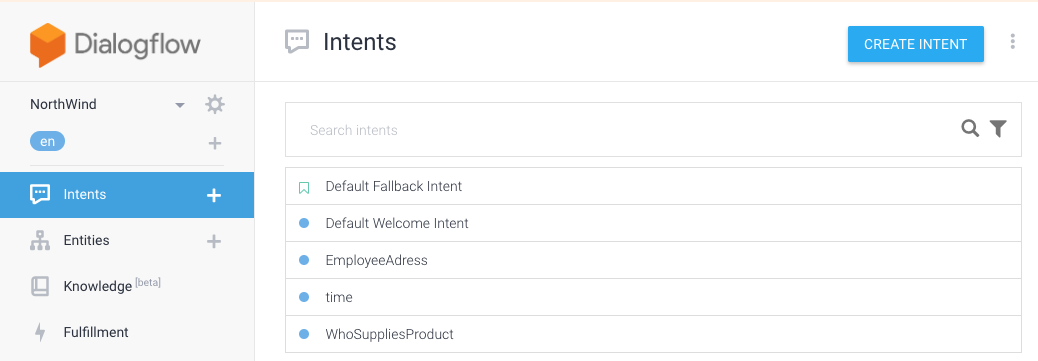 Dialogflow
NorthWind
en
Intents
Entities
Knowledge [beta]
Fulfillment
Intents
CREATE INTENT
Search intents
Default Fallback Intent
Default Welcome Intent
EmployeeAdress
time
WhoSuppliesProduct